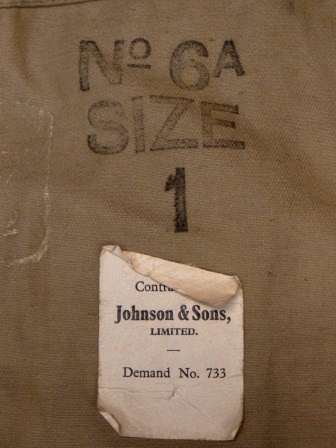 No 6A
SIZE
1
Johnson & Sons,
LIMITED.
—
Demand No. 733